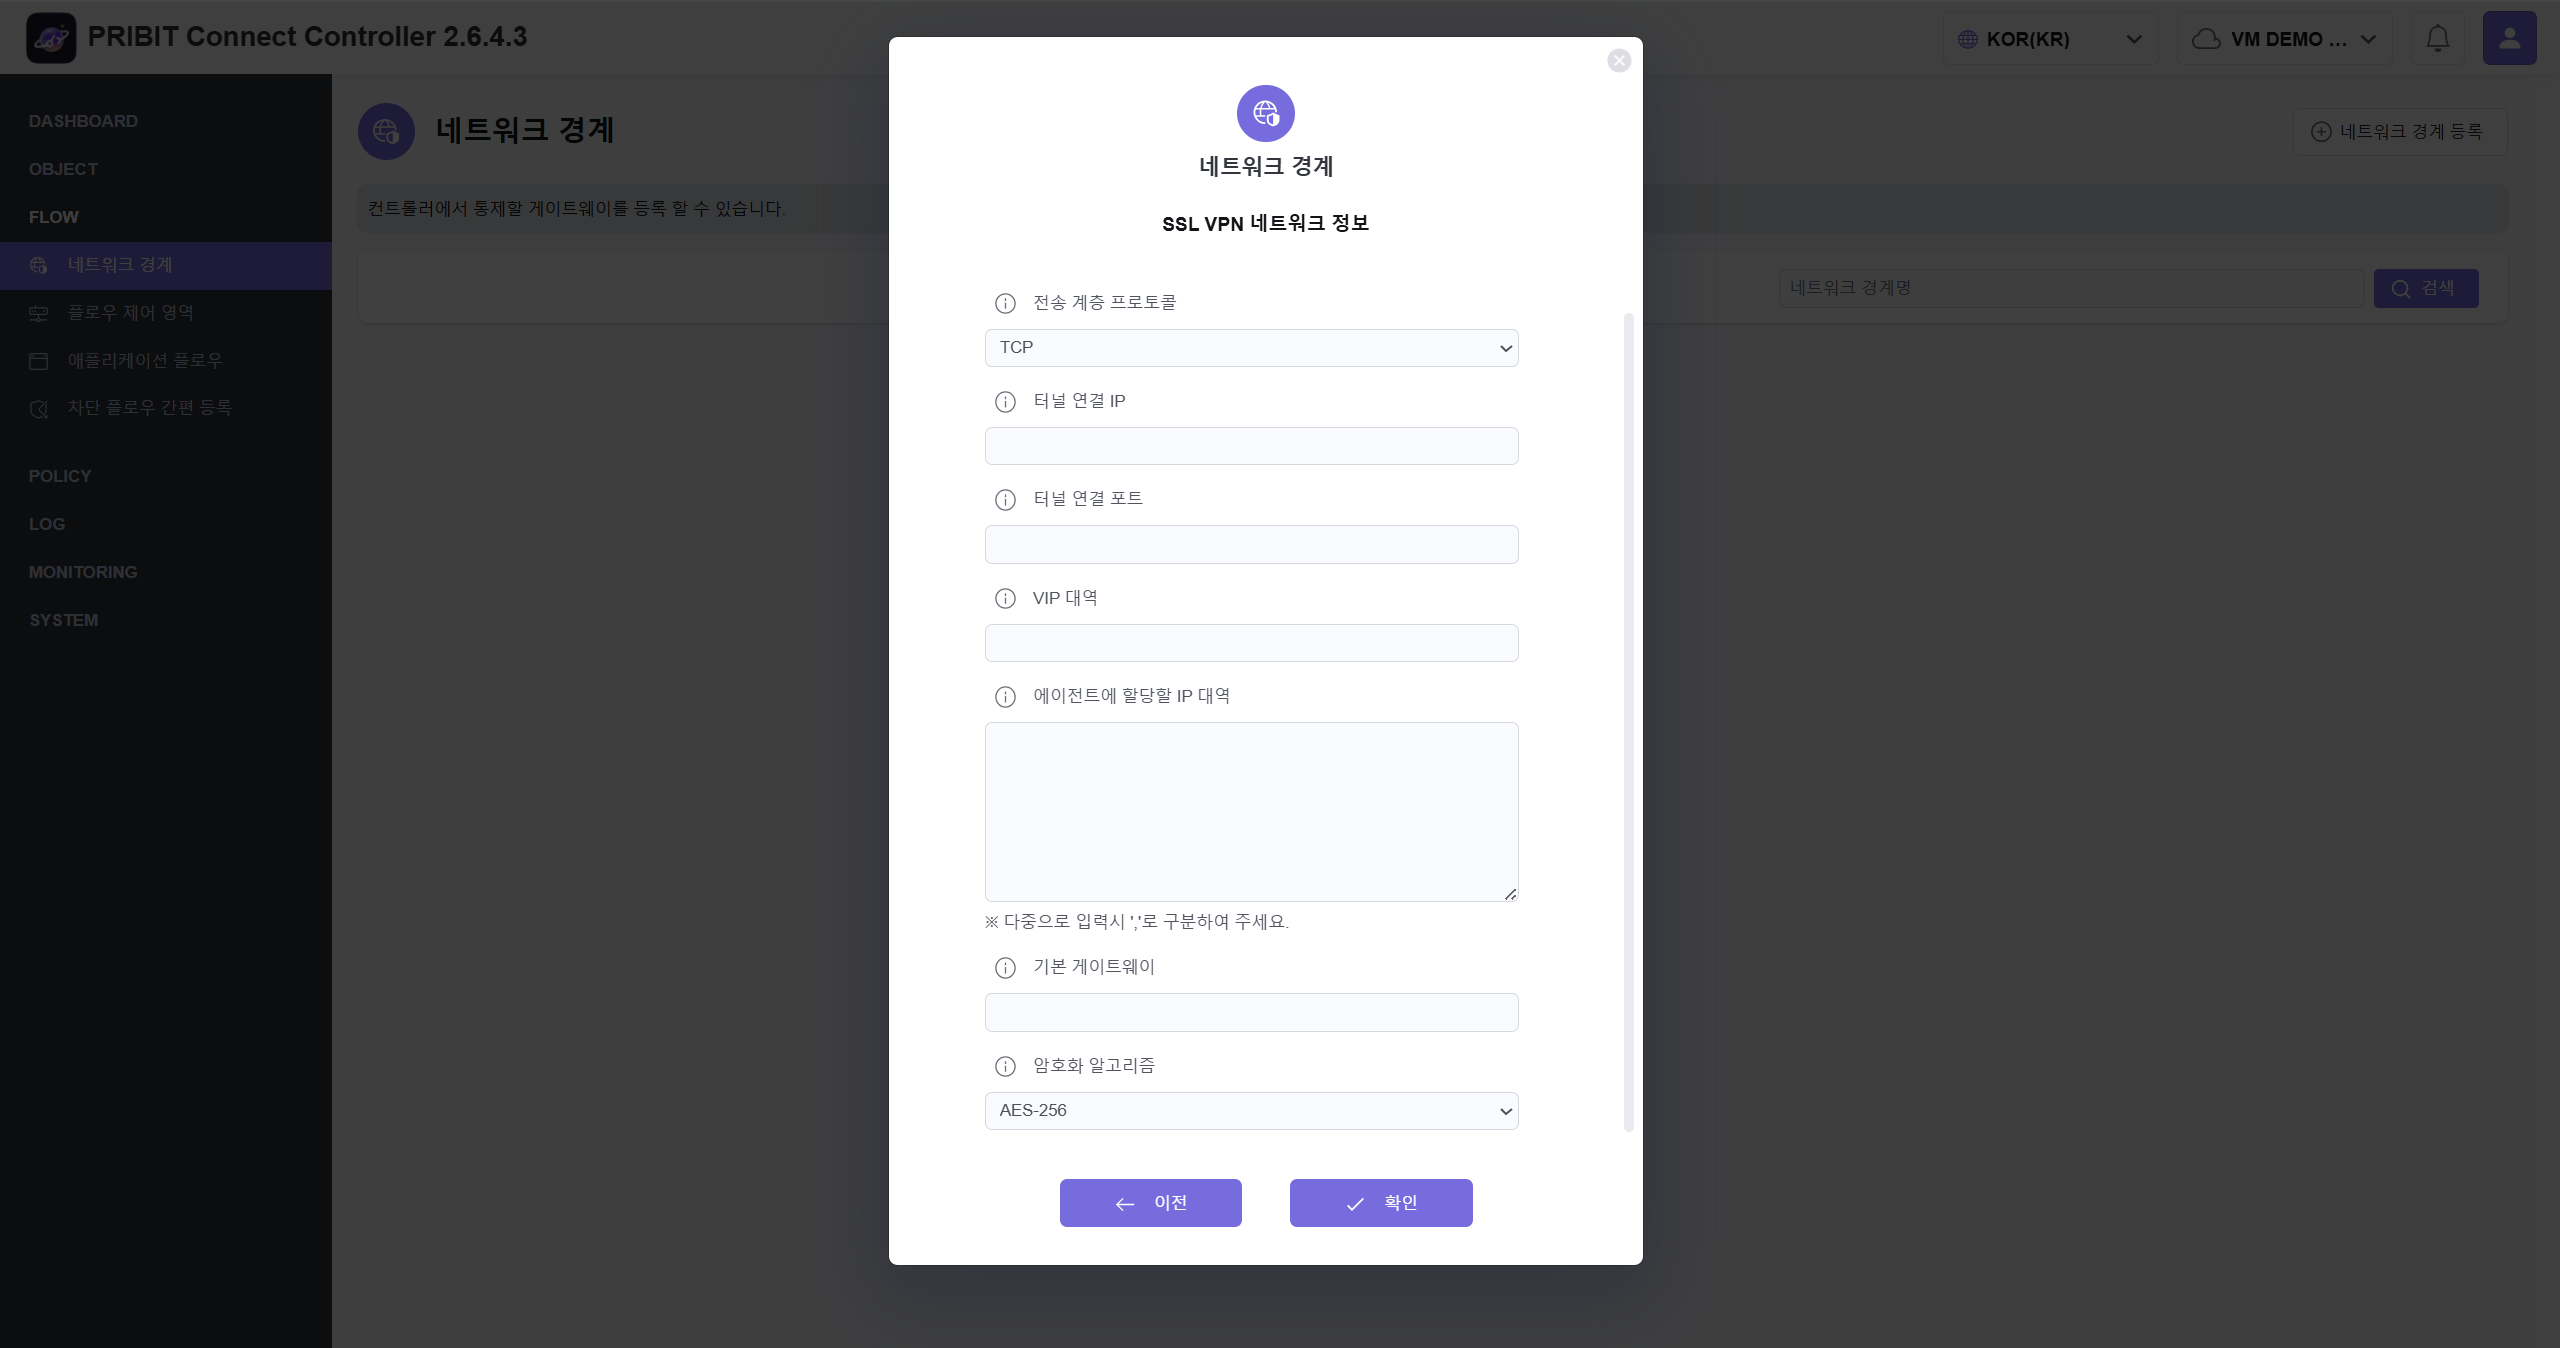 PRIBIT Connect Controller 2.6.4.3
KOR(KR)
VM DEMO ...
DASHBOARD
OBJECT
FLOW
네트워크 경계
플로우 제어 영역
애플리케이션 플로우
차단 플로우 간편 등록
POLICY
LOG
MONITORING
SYSTEM
네트워크 경계
네트워크 경계 등록
컨트롤러에서 통제할 게이트웨이를 등록 할 수 있습니다.
네트워크 경계명
검색
네트워크 경계
SSL VPN 네트워크 정보
전송 계층 프로토콜
TCP
터널 연결 IP
터널 연결 포트
VIP 대역
에이전트에 할당할 IP 대역
※ 다중으로 입력시 ','로 구분하여 주세요.
기본 게이트웨이
암호화 알고리즘
AES-256
이전
확인